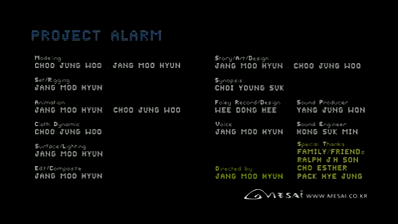 PROJECT ALARM
Modeling
CHOO JUNG WOO JANG MOO HYUN
Set/Rigging
JANG MOO HYUN
Animation
JANG MOO HYUN CHOO JUNG WOO
Cloth Dynamic
CHOO JUNG WOO
Surface/Lighting
JANG MOO HYUN
Edit/Composite
JANG MOO HYUN
Story/Art/Design
JANG MOO HYUN CHOO JUNG WOO
Synopsis
CHOI YOUNG SUK
Foley Record/Design
WEE DONG HEE
Sound Producer
YANG JUNG WON
Voice
JANG MOO HYUN
Sound Engineer
HONG SUK MIN
Directed by
JANG MOO HYUN
Special Thanks
FAMILY/FRIENDs
RALPH J H SON
CHO ESTHER
PACK HYE JUNG
MESAI WWW.MESAI.CO.KR